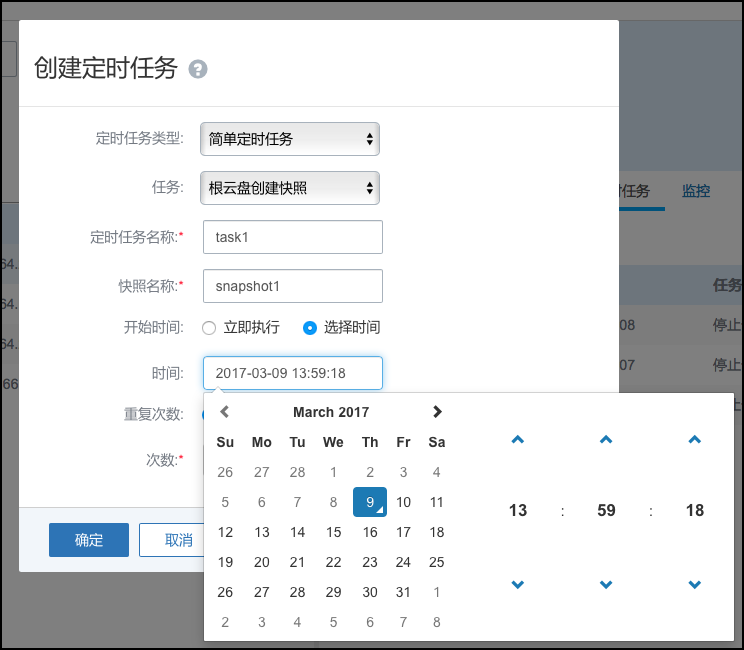 创建定时任务 ?
定时任务类型: 简单定时任务
任务: 根云盘创建快照
时任务 监控
定时任务名称:* task1
快照名称:* snapshot1
64.
任务
64.
开始时间: 立即执行 选择时间
08 停止
64.
时间: 2017-03-09 13:59:18
07 停止
66
重复次数:
次数:*
March 2017
Su Mo Tu We Th Fr Sa
26 27 28 1 2 3 4
5 6 7 8 9 10 11
12 13 14 15 16 17 18
19 20 21 22 23 24 25
26 27 28 29 30 31 1
2 3 4 5 6 7 8
13 : 59 : 18
确定 取消